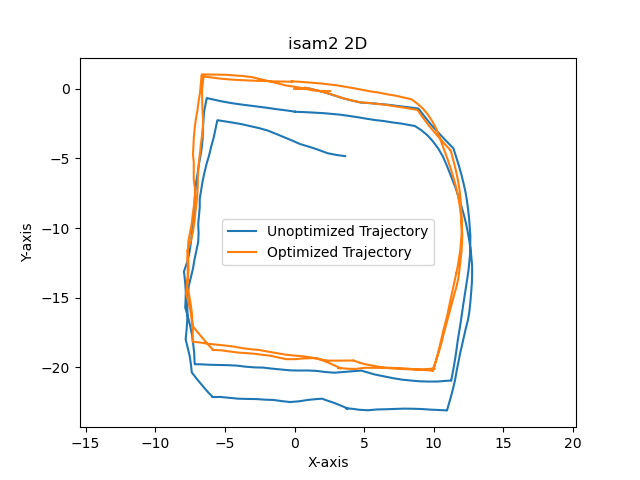 isam2 2D
Y-axis
0
−5
−10
−15
−20
Unoptimized Trajectory
Optimized Trajectory
−15 −10 −5 0 5 10 15 20
X-axis